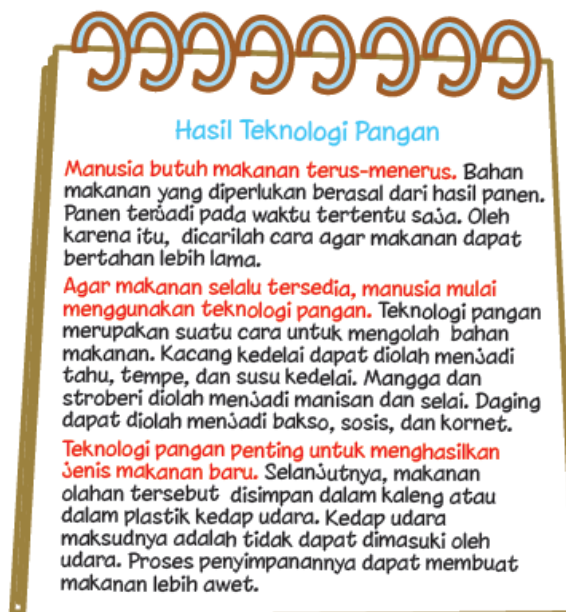 Hasil Teknologi Pangan
Manusia butuh makanan terus-menerus. Bahan
makanan yang diperlukan berasal dari hasil panen.
Panen terjadi pada waktu tertentu saja. Oleh
karena itu, dicarilah cara agar makanan dapat
bertahan lebih lama.
Agar makanan selalu tersedia, manusia mulai
menggunakan teknologi pangan. Teknologi pangan
merupakan suatu cara untuk mengolah bahan
makanan. Kacang kedelai dapat diolah menjadi
tahu, tempe, dan susu kedelai. Mangga dan
stroberi diolah menjadi manisan dan selai. Daging
dapat diolah menjadi bakso, sosis, dan kornet.
Teknologi pangan penting untuk menghasilkan
jenis makanan baru. Selanjutnya, makanan
olahan tersebut disimpan dalam kaleng atau
dalam plastik kedap udara. Kedap udara
maksudnya adalah tidak dapat dimasuki oleh
udara. Proses penyimpanannya dapat membuat
makanan lebih awet.